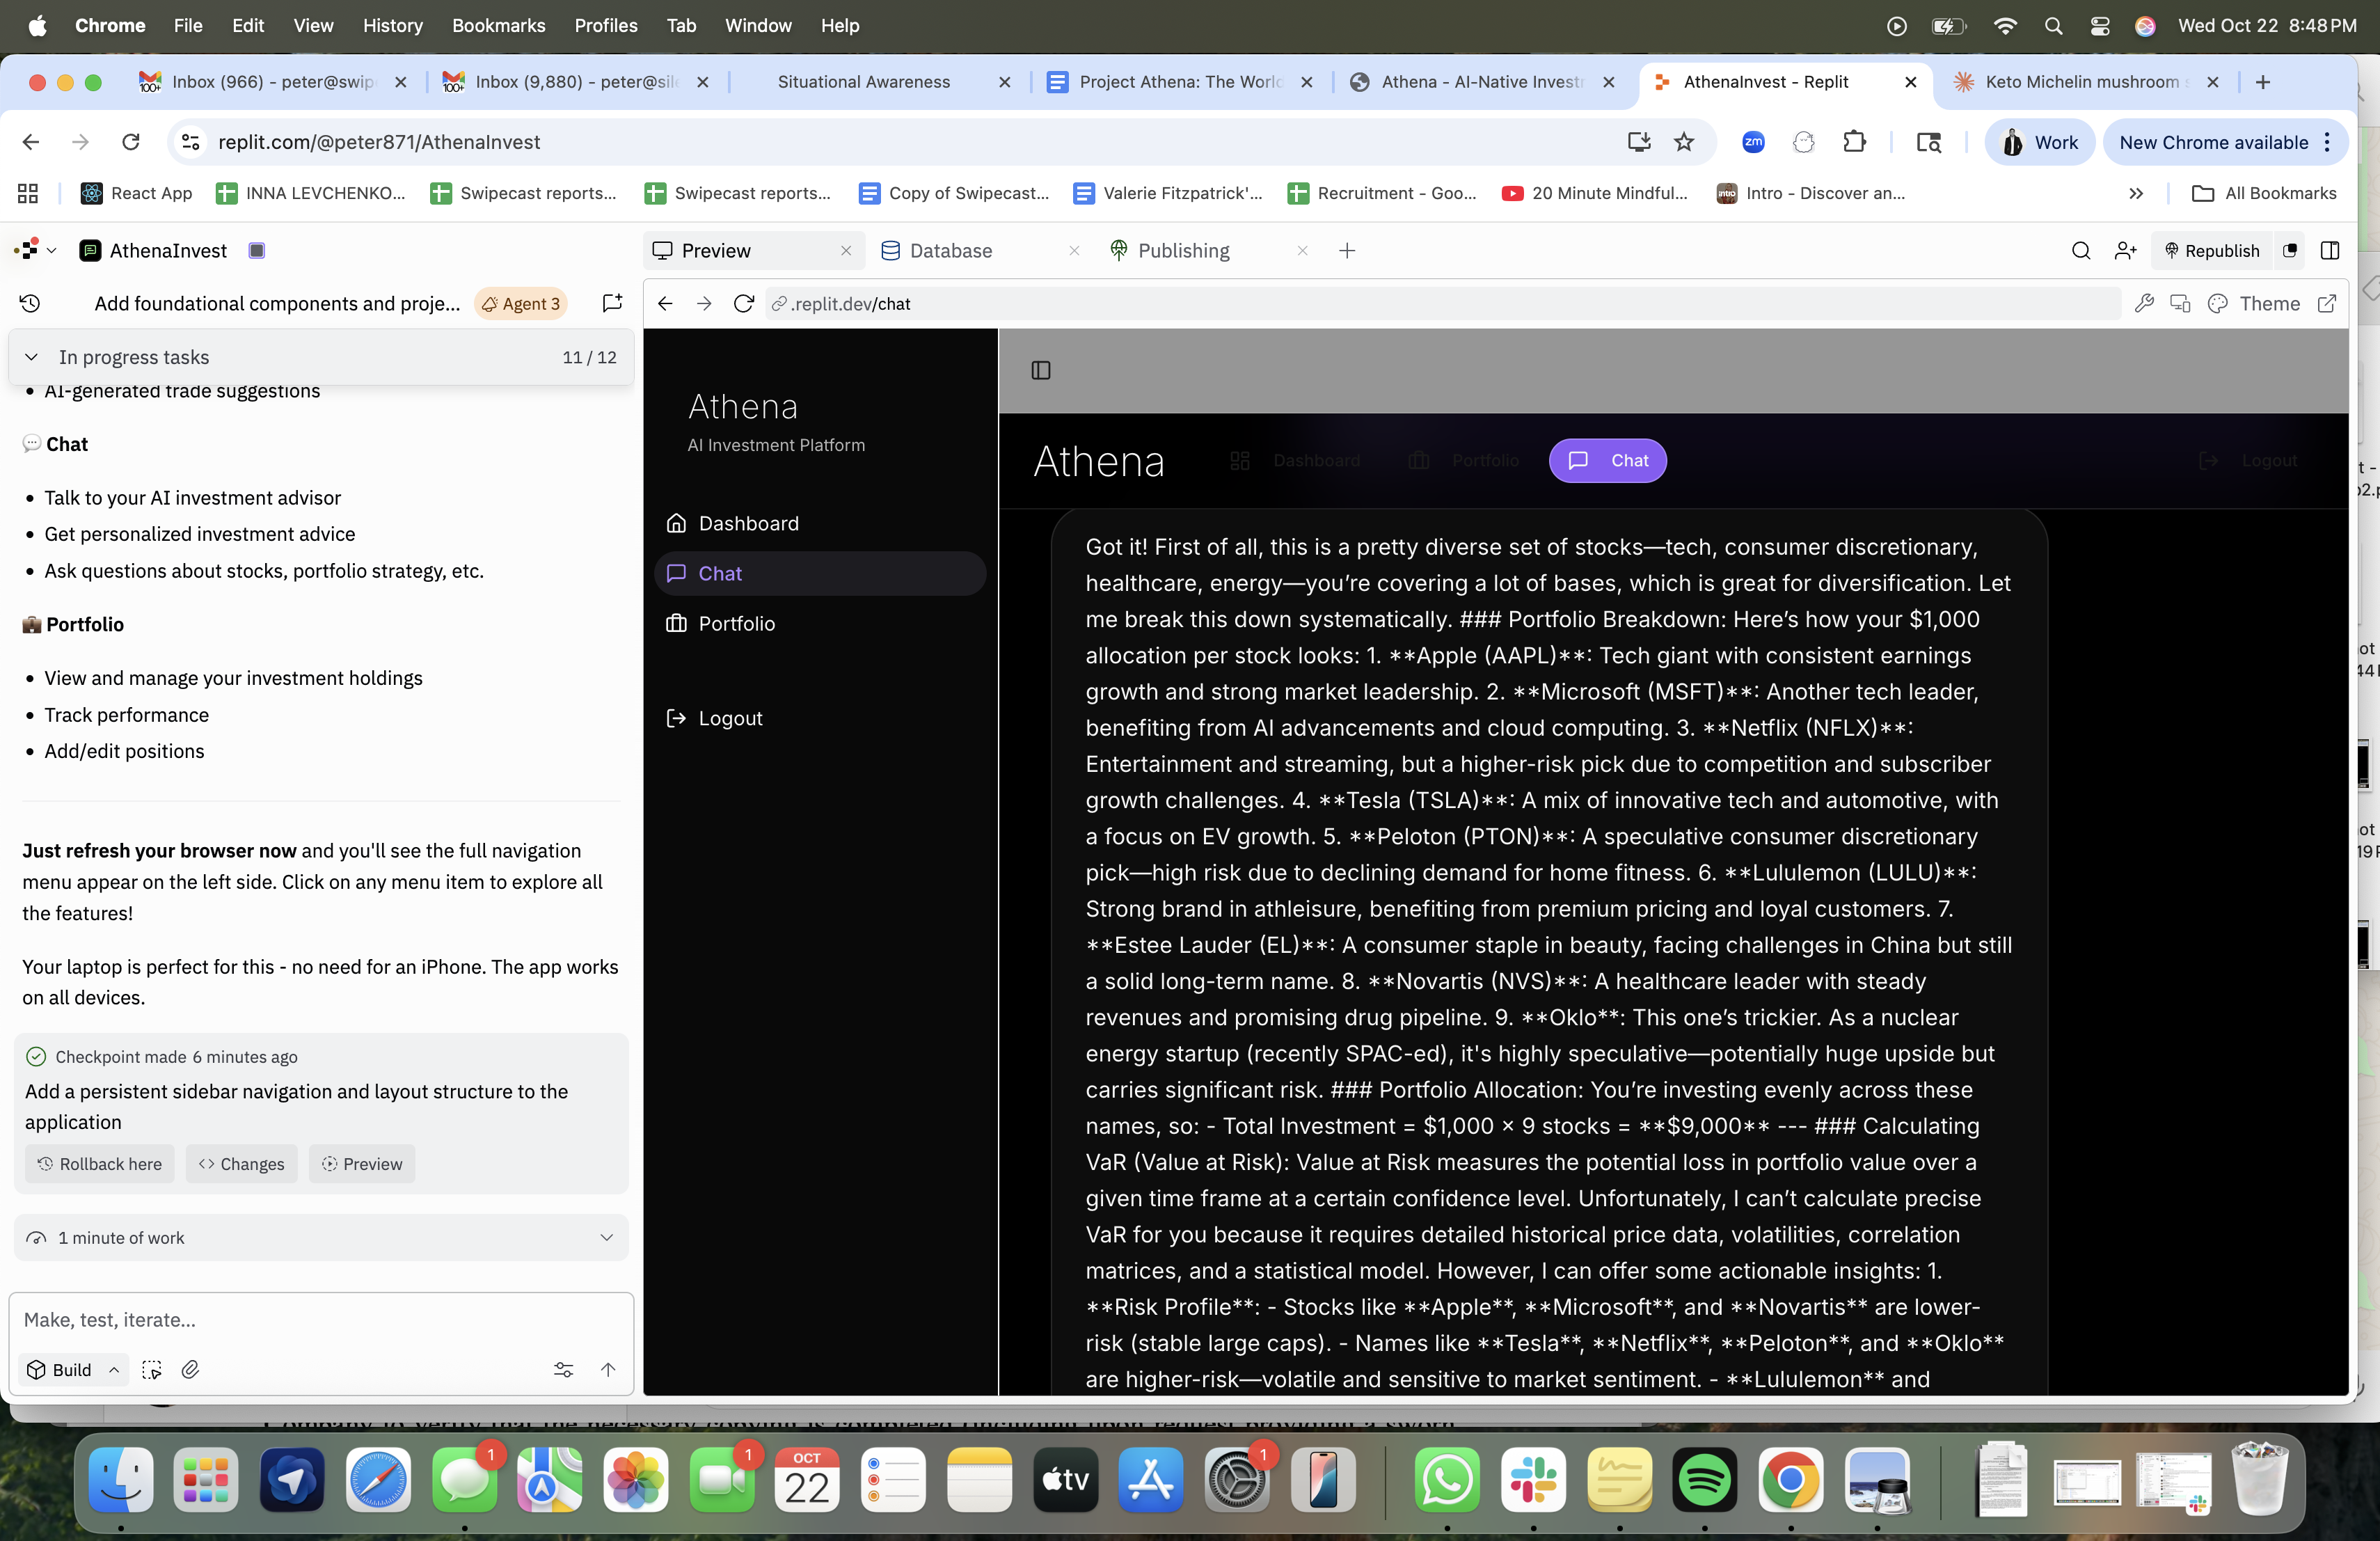 Chrome File Edit View History Bookmarks Profiles Tab Window Help
Wed Oct 22 8:48 PM
Inbox (966) - peter@swip
Inbox (9,880) - peter@sil
Situational Awareness
Project Athena: The World
Athena - AI-Native Invest
AthenaInvest - Replit
Keto Michelin mushroom s
replit.com/@peter871/AthenaInvest
zm
Work
New Chrome available
React App
INNA LEVCHENKO...
Swipecast reports...
Swipecast reports...
Copy of Swipecast...
Valerie Fitzpatrick'...
Recruitment - Goo...
20 Minute Mindful...
Intro - Discover an...
All Bookmarks
AthenaInvest
Preview
Database
Publishing
Republish
Add foundational components and proje...
Agent 3
.replit.dev/chat
Theme
In progress tasks
11 / 12
• AI-generated trade suggestions
💬 Chat
• Talk to your AI investment advisor
• Get personalized investment advice
• Ask questions about stocks, portfolio strategy, etc.
💼 Portfolio
• View and manage your investment holdings
• Track performance
• Add/edit positions
Just refresh your browser now and you'll see the full navigation
menu appear on the left side. Click on any menu item to explore all
the features!
Your laptop is perfect for this - no need for an iPhone. The app works
on all devices.
Checkpoint made 6 minutes ago
Add a persistent sidebar navigation and layout structure to the
application
Rollback here
Changes
Preview
1 minute of work
Make, test, iterate...
Build
Athena
AI Investment Platform
Dashboard
Chat
Portfolio
Logout
Athena
Dashboard
Portfolio
Chat
Logout
Got it! First of all, this is a pretty diverse set of stocks—tech, consumer discretionary,
healthcare, energy—you’re covering a lot of bases, which is great for diversification. Let
me break this down systematically. ### Portfolio Breakdown: Here’s how your $1,000
allocation per stock looks: 1. **Apple (AAPL)**: Tech giant with consistent earnings
growth and strong market leadership. 2. **Microsoft (MSFT)**: Another tech leader,
benefiting from AI advancements and cloud computing. 3. **Netflix (NFLX)**:
Entertainment and streaming, but a higher-risk pick due to competition and subscriber
growth challenges. 4. **Tesla (TSLA)**: A mix of innovative tech and automotive, with
a focus on EV growth. 5. **Peloton (PTON)**: A speculative consumer discretionary
pick—high risk due to declining demand for home fitness. 6. **Lululemon (LULU)**:
Strong brand in athleisure, benefiting from premium pricing and loyal customers. 7.
**Estee Lauder (EL)**: A consumer staple in beauty, facing challenges in China but still
a solid long-term name. 8. **Novartis (NVS)**: A healthcare leader with steady
revenues and promising drug pipeline. 9. **Oklo**: This one’s trickier. As a nuclear
energy startup (recently SPAC-ed), it's highly speculative—potentially huge upside but
carries significant risk. ### Portfolio Allocation: You’re investing evenly across these
names, so: - Total Investment = $1,000 × 9 stocks = **$9,000** --- ### Calculating
VaR (Value at Risk): Value at Risk measures the potential loss in portfolio value over a
given time frame at a certain confidence level. Unfortunately, I can’t calculate precise
VaR for you because it requires detailed historical price data, volatilities, correlation
matrices, and a statistical model. However, I can offer some actionable insights: 1.
**Risk Profile**: - Stocks like **Apple**, **Microsoft**, and **Novartis** are lower-
risk (stable large caps). - Names like **Tesla**, **Netflix**, **Peloton**, and **Oklo**
are higher-risk—volatile and sensitive to market sentiment. - **Lululemon** and
1
1
OCT
22
tv
1